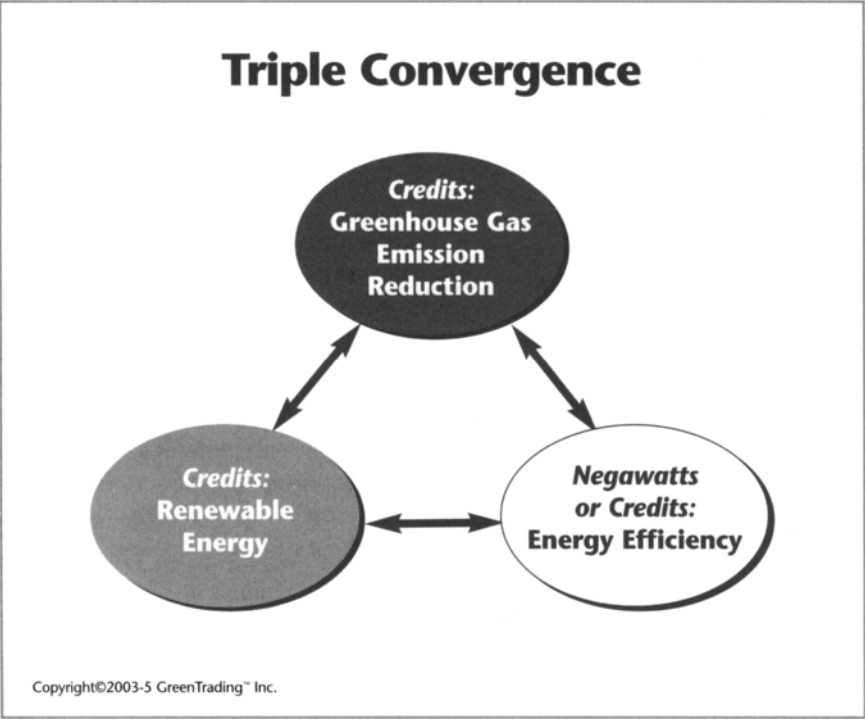 Triple Convergence
Credits:
Greenhouse Gas
Emission
Reduction
Credits:
Renewable
Energy
Negawatts
or Credits:
Energy Efficiency
Copyright©2003-5 GreenTrading™ Inc.